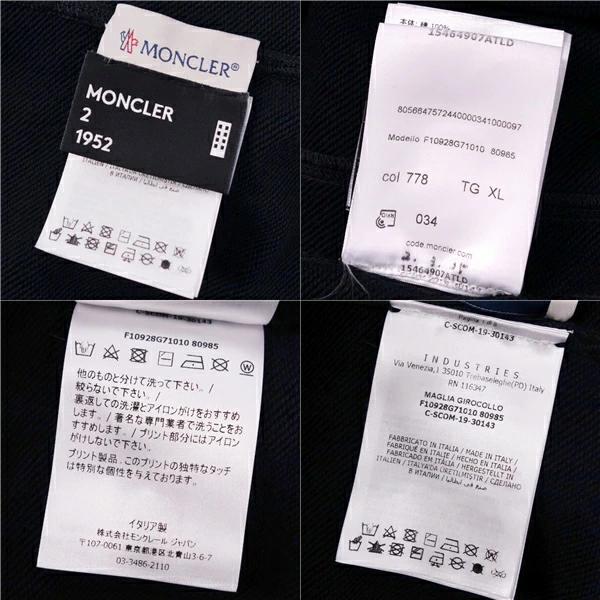 MONCLER®
MONCLER
2
1952
本体: 綿 100%
15464907ATLD
8056647572440000341000097
Modello F10928G71010 80985
col 778 TG XL
034
code.moncler.com
15464907ATLD
F10928G71010 80985
他のものと分けて洗って下さい。/
絞らないで下さい。/
裏返しての洗濯とアイロンがけをおすすめ
します。/ 著名な専門業者で洗うことをお
すすめします。/ プリント部分にはアイロン
がけしないで下さい。
プリント製品 . このプリントの独特なタッチ
は特別な個性を与えております.
イタリア製
株式会社モンクレール ジャパン
〒107-0061 東京都港区北青山3-6-7
03-3486-2110
C-SCOM-19-30143
INDUSTRIES
Via Venezia,1 35010 Trebaseleghe(PD) Italy
RN 116347
MAGLIA GIROCOLLO
F10928G71010 80985
C-SCOM-19-30143
FABBRICATO IN ITALIA / MADE IN ITALY /
FABRIQUÉ EN ITALIE / HECHO EN ITALIA /
FABRICADO EM ITÁLIA / HERGESTELLT IN
ITALIEN / ITALYA'DA ÜRETILMIŞTIR / СДЕЛАНО
В ИТАЛИИ / صنع في ايطاليا